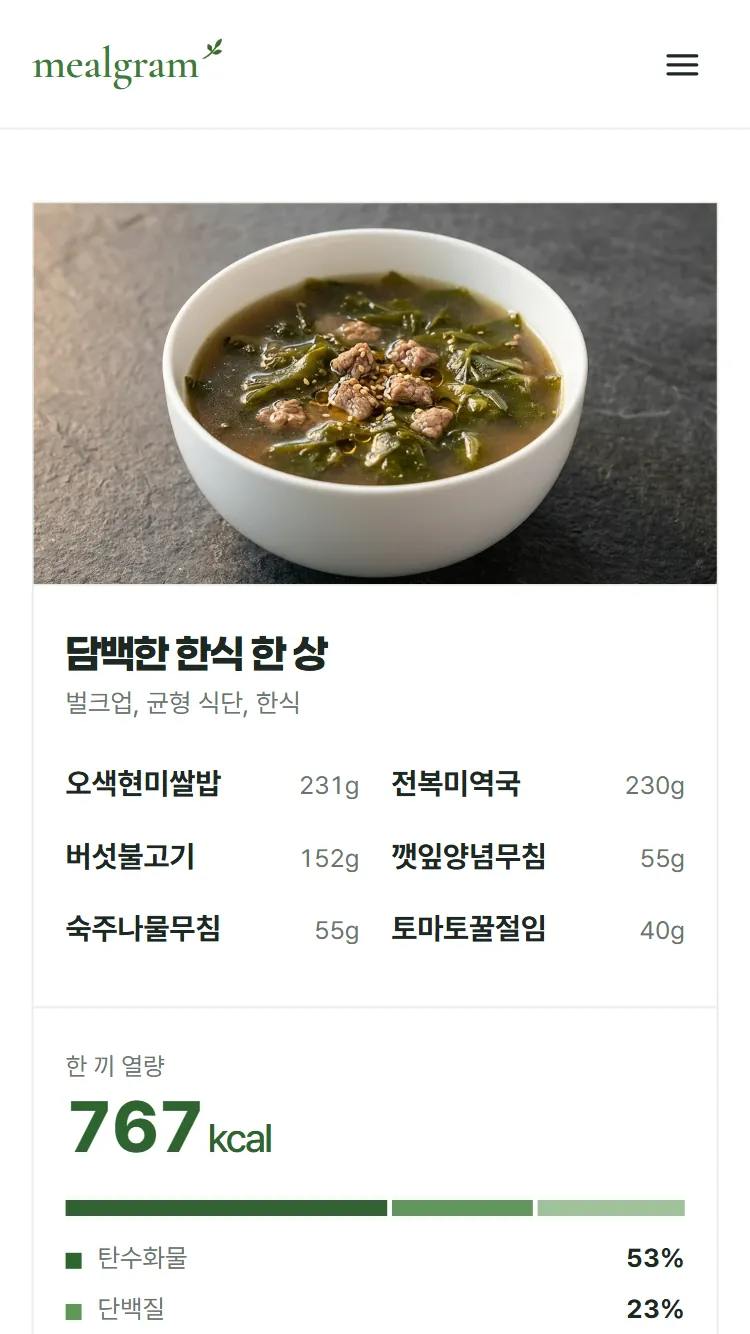 mealgram
담백한 한식 한 상
벌크업, 균형 식단, 한식
오색현미쌀밥 231g 전복미역국 230g
버섯불고기 152g 깻잎양념무침 55g
숙주나물무침 55g 토마토꿀절임 40g
한 끼 열량
767 kcal
탄수화물 53%
단백질 23%